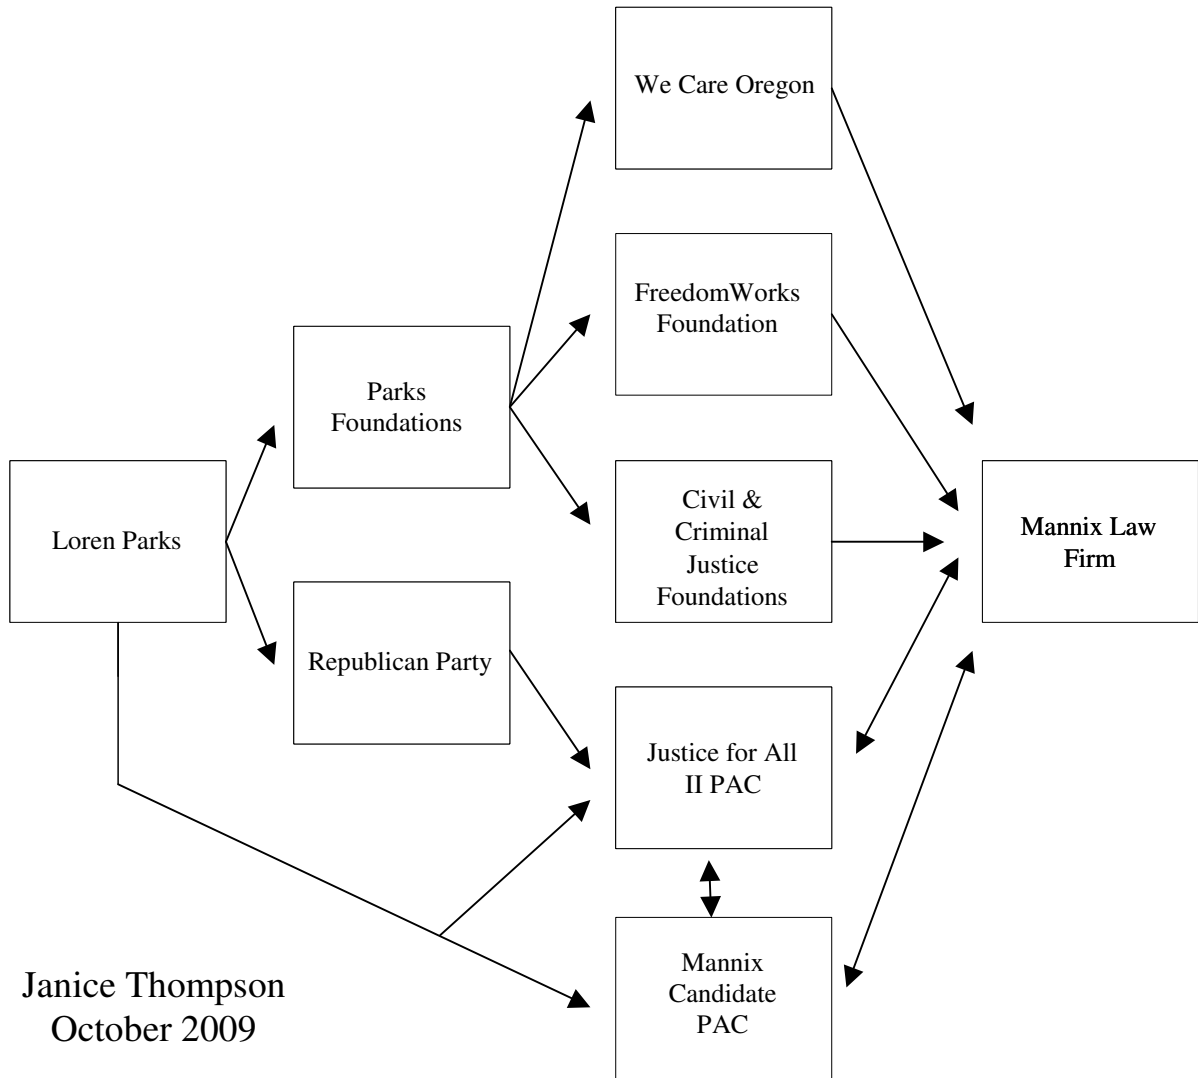 We Care Oregon
FreedomWorks
Foundation
Parks
Foundations
Civil &
Criminal
Justice
Foundations
Loren Parks
Mannix Law
Firm
Republican Party
Justice for All
II PAC
Mannix
Candidate
PAC
Janice Thompson
October 2009